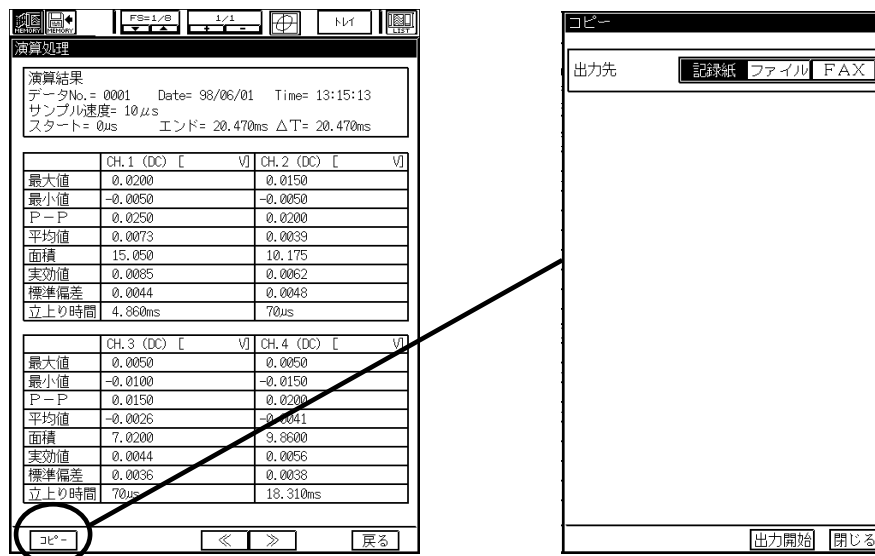 MEMORY MEMORY FS=1/8 1/1 + - トレイ LIST
演算処理
演算結果
データNo.= 0001 Date= 98/06/01 Time= 13:15:13
サンプル速度= 10μs
スタート= 0μs エンド= 20.470ms △T= 20.470ms
CH.1 (DC) [ V] CH.2 (DC) [ V]
最大値 0.0200 0.0150
最小値 -0.0050 -0.0050
P－P 0.0250 0.0200
平均値 0.0073 0.0039
面積 15.050 10.175
実効値 0.0085 0.0062
標準偏差 0.0044 0.0048
立上り時間 4.860ms 70μs
CH.3 (DC) [ V] CH.4 (DC) [ V]
最大値 0.0050 0.0050
最小値 -0.0100 -0.0150
P－P 0.0150 0.0200
平均値 -0.0026 -0.0041
面積 7.0200 9.8600
実効値 0.0044 0.0056
標準偏差 0.0036 0.0038
立上り時間 70μs 18.310ms
コピー ≪ ≫ 戻る
コピー
出力先 記録紙 ファイル FAX
出力開始 閉じる